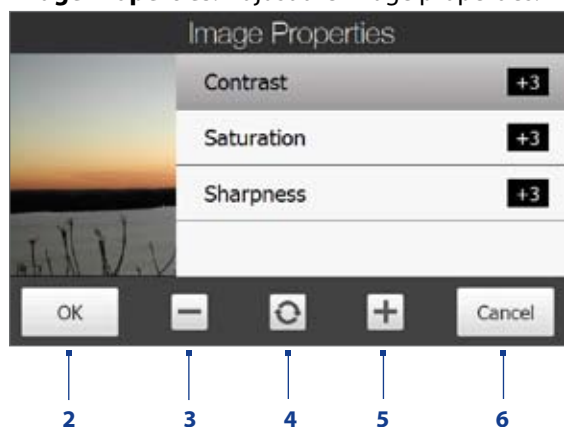 Image Properties
Contrast +3
Saturation +3
Sharpness +3
OK
Cancel
2 3 4 5 6